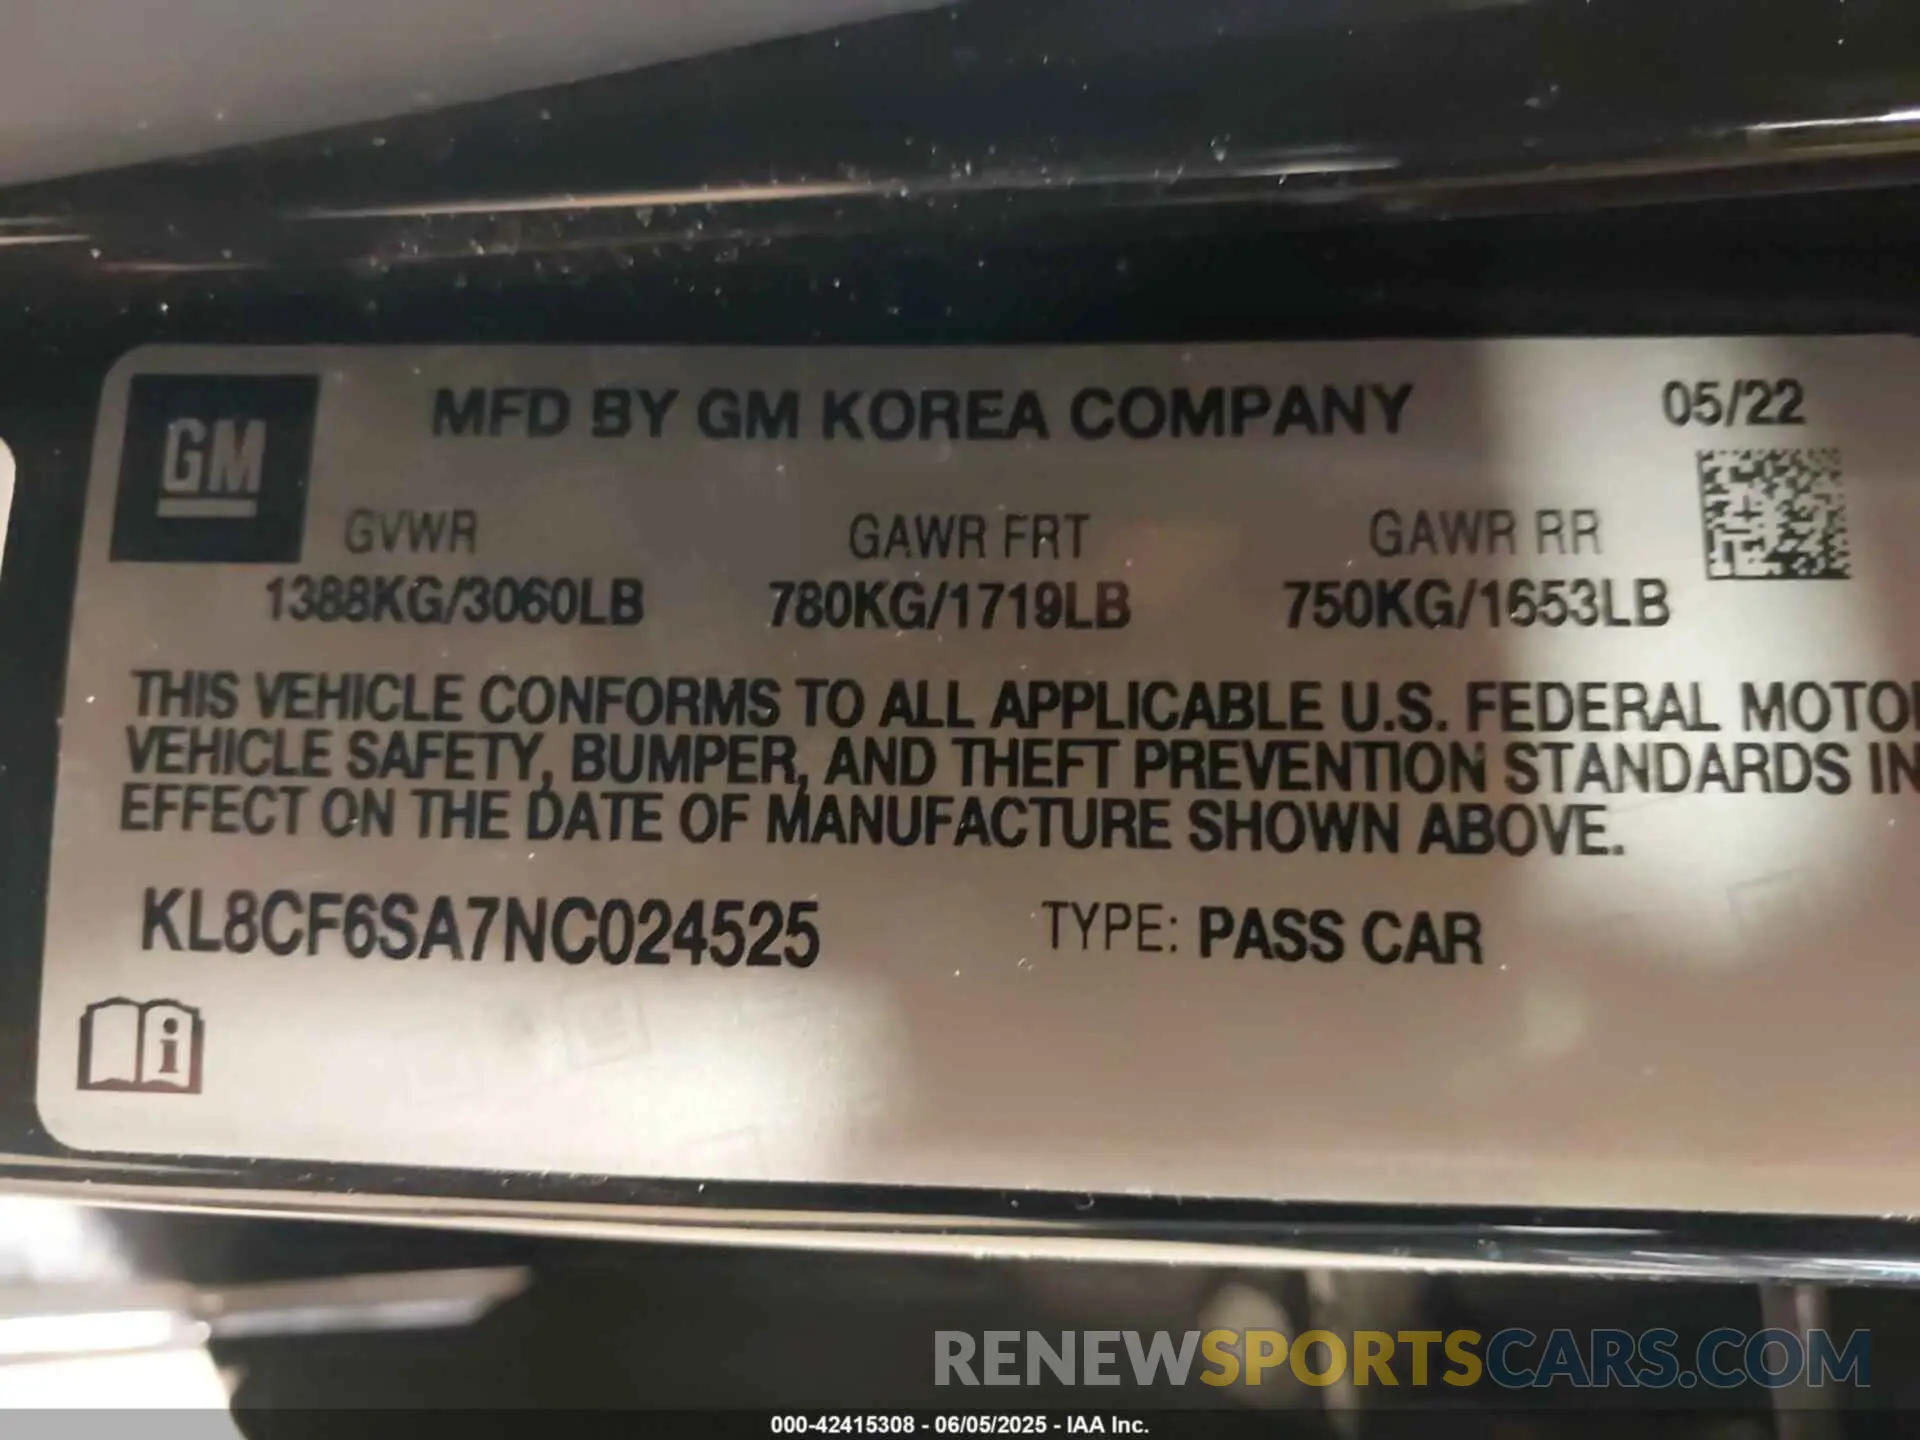 GM
MFD BY GM KOREA COMPANY 05/22
GVWR GAWR FRT GAWR RR
1388KG/3060LB 780KG/1719LB 750KG/1653LB
THIS VEHICLE CONFORMS TO ALL APPLICABLE U.S. FEDERAL MOTO
VEHICLE SAFETY, BUMPER, AND THEFT PREVENTION STANDARDS IN
EFFECT ON THE DATE OF MANUFACTURE SHOWN ABOVE.
KL8CF6SA7NC024525 TYPE: PASS CAR
i
RENEWSPORTSCARS.COM
000-42415308 - 06/05/2025 - IAA Inc.